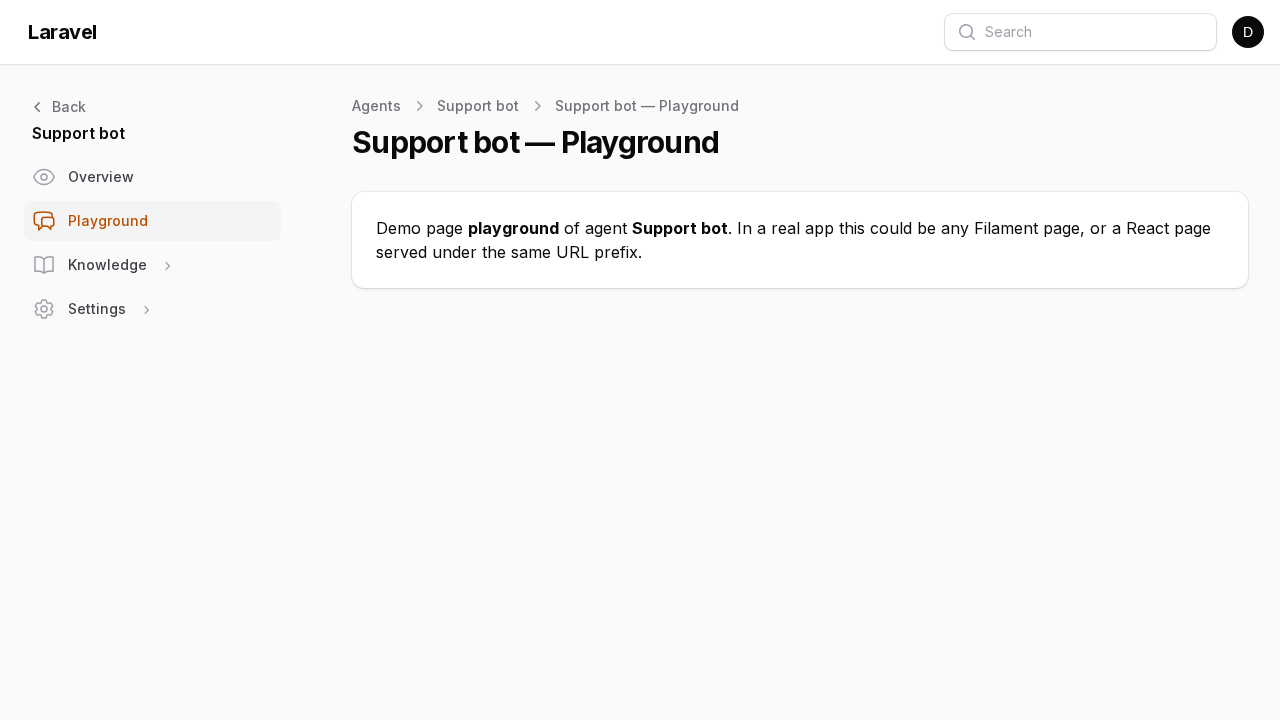 Laravel
Search
D
Back
Support bot
Overview
Playground
Knowledge
Settings
Agents
Support bot
Support bot — Playground
Support bot — Playground
Demo page playground of agent Support bot. In a real app this could be any Filament page, or a React page
served under the same URL prefix.